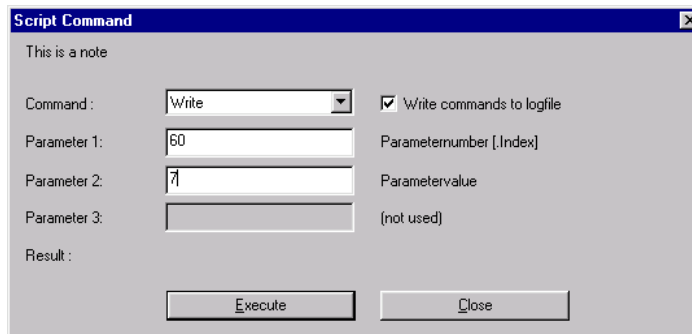 Script Command
This is a note
Command : Write Write commands to logfile
Parameter 1: 60 Parameternumber [.Index]
Parameter 2: 7 Parametervalue
Parameter 3: (not used)
Result :
Execute Close